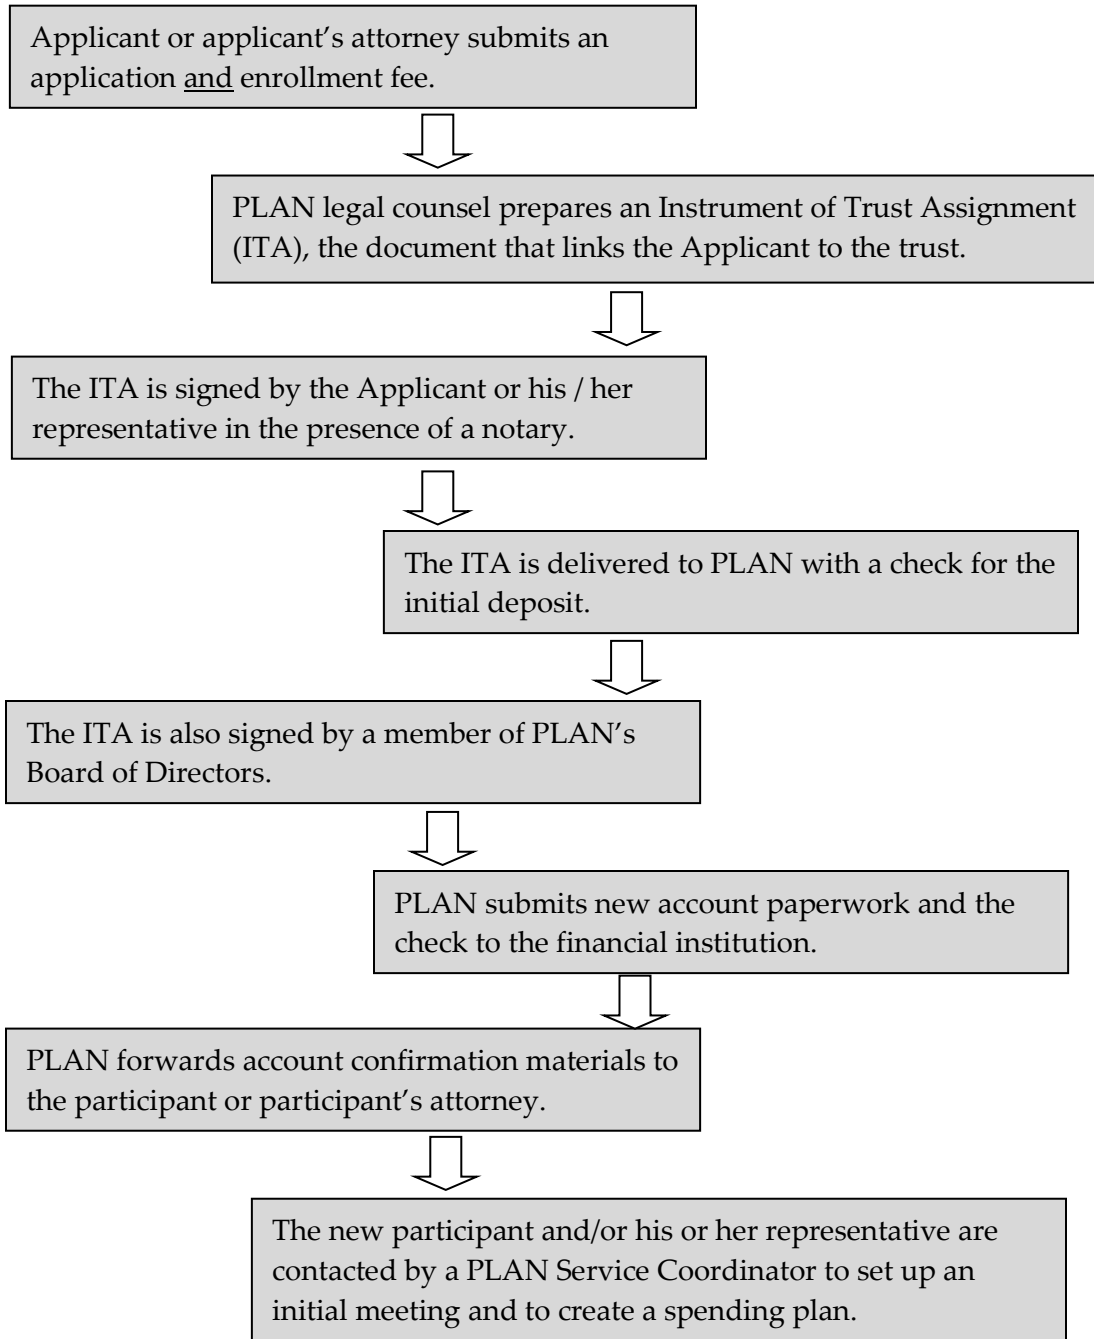 Applicant or applicant’s attorney submits an
application and enrollment fee.
PLAN legal counsel prepares an Instrument of Trust Assignment
(ITA), the document that links the Applicant to the trust.
The ITA is signed by the Applicant or his / her
representative in the presence of a notary.
The ITA is delivered to PLAN with a check for the
initial deposit.
The ITA is also signed by a member of PLAN’s
Board of Directors.
PLAN submits new account paperwork and the
check to the financial institution.
PLAN forwards account confirmation materials to
the participant or participant’s attorney.
The new participant and/or his or her representative are
contacted by a PLAN Service Coordinator to set up an
initial meeting and to create a spending plan.